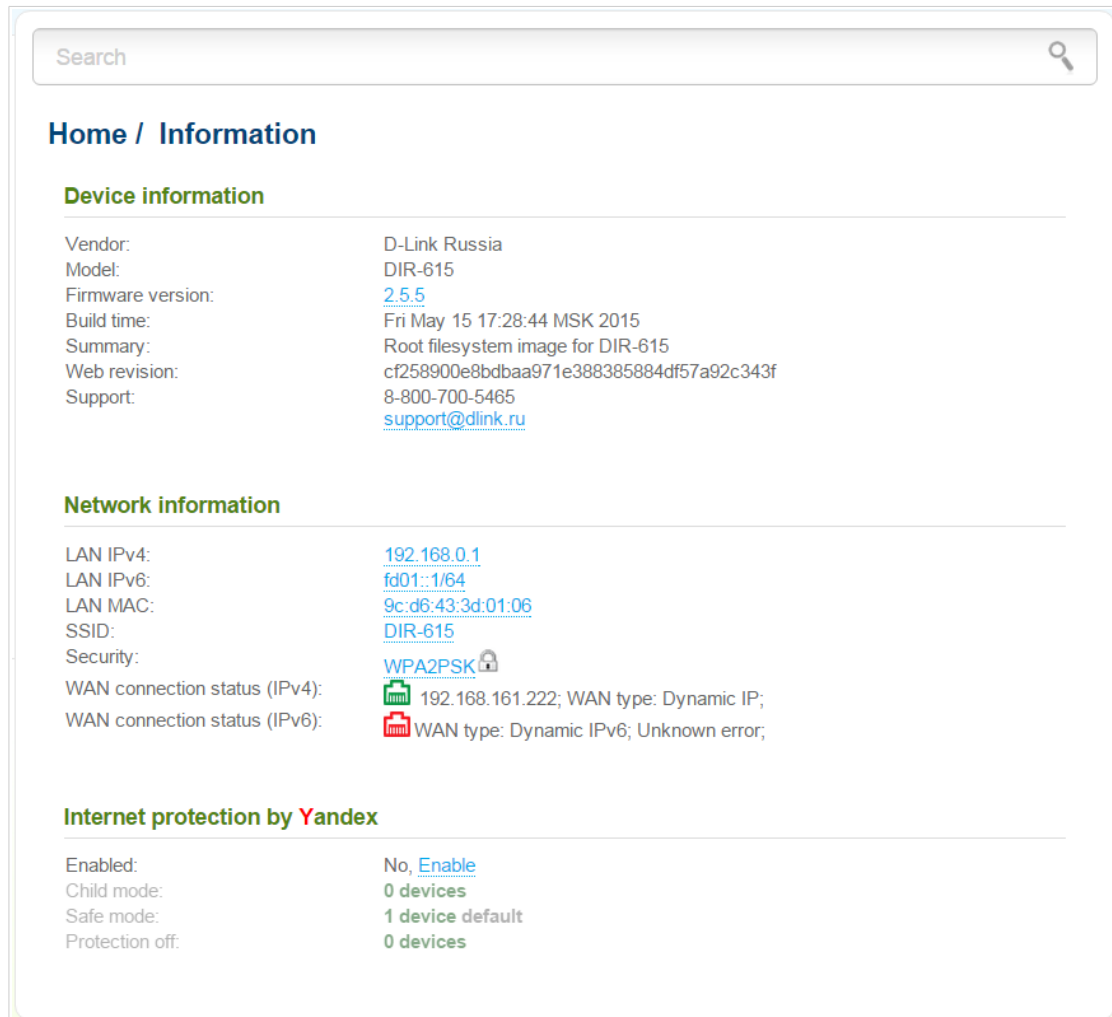 Search
Home / Information
Device information
Vendor: D-Link Russia
Model: DIR-615
Firmware version: 2.5.5
Build time: Fri May 15 17:28:44 MSK 2015
Summary: Root filesystem image for DIR-615
Web revision: cf258900e8bdbaa971e388385884df57a92c343f
Support: 8-800-700-5465
support@dlink.ru
Network information
LAN IPv4: 192.168.0.1
LAN IPv6: fd01::1/64
LAN MAC: 9c:d6:43:3d:01:06
SSID: DIR-615
Security: WPA2PSK
WAN connection status (IPv4): 192.168.161.222; WAN type: Dynamic IP;
WAN connection status (IPv6): WAN type: Dynamic IPv6; Unknown error;
Internet protection by Yandex
Enabled: No, Enable
Child mode: 0 devices
Safe mode: 1 device default
Protection off: 0 devices